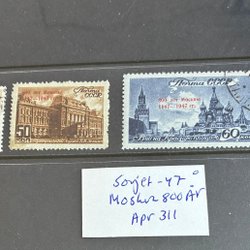 Почта СССР
800 лет Москвы
1147-1947 гг.
50
Почта СССР
800 лет Москвы
1147-1947 гг.
60
Sovjet - 47
Moskva 800 År
Apr 311